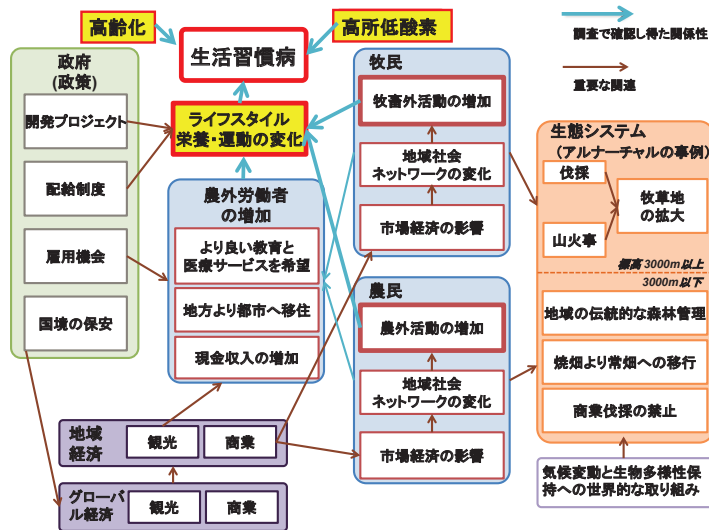 高齢化
高所低酸素
生活習慣病
調査で確認し得た関係性
重要な関連
政府
(政策)
開発プロジェクト
配給制度
雇用機会
国境の保安
ライフスタイル
栄養・運動の変化
農外労働者
の増加
より良い教育と
医療サービスを希望
地方より都市へ移住
現金収入の増加
牧民
牧畜外活動の増加
地域社会
ネットワークの変化
市場経済の影響
農民
農外活動の増加
地域社会
ネットワークの変化
市場経済の影響
生態システム
(アルナーチャルの事例)
伐採
山火事
牧草地
の拡大
標高 3000m以上
3000m以下
地域の伝統的な森林管理
焼畑より常畑への移行
商業伐採の禁止
気候変動と生物多様性保
持への世界的な取り組み
地域
経済
観光
商業
グローバ
ル経済
観光
商業